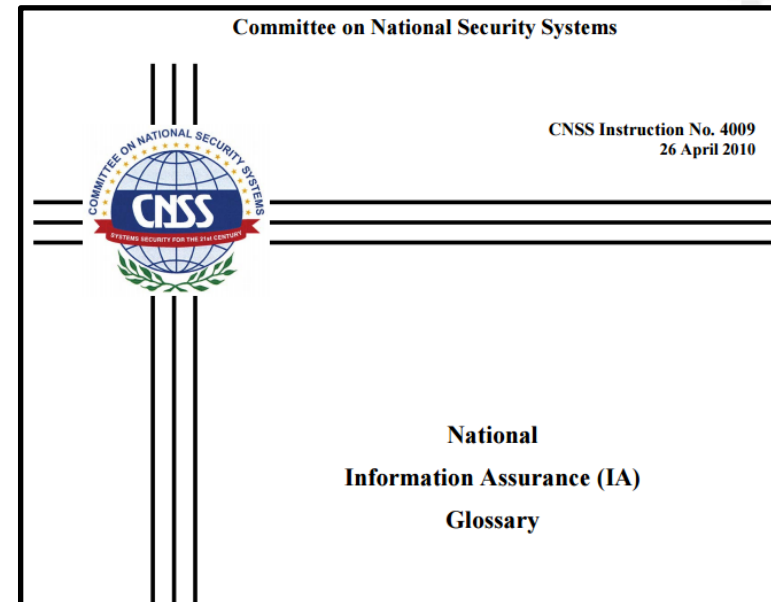 Committee on National Security Systems
CNSS Instruction No. 4009
26 April 2010
COMMITTEE ON NATIONAL SECURITY SYSTEMS
CNSS
SYSTEMS SECURITY FOR THE 21st CENTURY
National
Information Assurance (IA)
Glossary